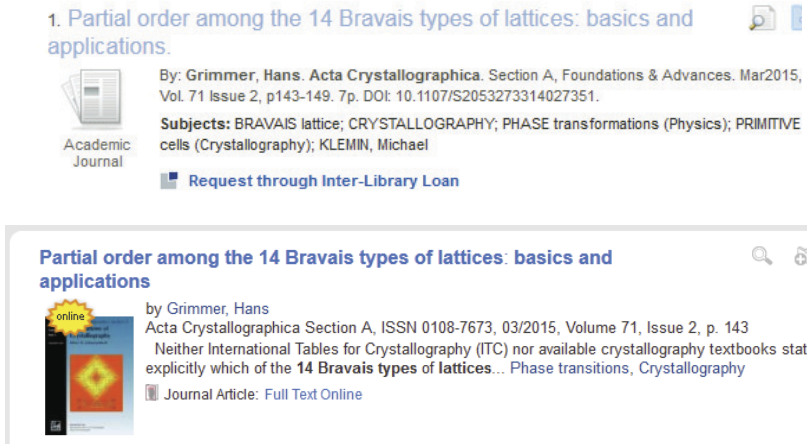 1. Partial order among the 14 Bravais types of lattices: basics and
applications.
By: Grimmer, Hans. Acta Crystallographica. Section A, Foundations & Advances. Mar2015,
Vol. 71 Issue 2, p143-149. 7p. DOI: 10.1107/S2053273314027351.
Subjects: BRAVAIS lattice; CRYSTALLOGRAPHY; PHASE transformations (Physics); PRIMITIVE
cells (Crystallography); KLEMIN, Michael
Academic
Journal
Request through Inter-Library Loan
Partial order among the 14 Bravais types of lattices: basics and
applications
online
by Grimmer, Hans
Acta Crystallographica Section A, ISSN 0108-7673, 03/2015, Volume 71, Issue 2, p. 143
Neither International Tables for Crystallography (ITC) nor available crystallography textbooks stat
explicitly which of the 14 Bravais types of lattices... Phase transitions, Crystallography
Journal Article: Full Text Online